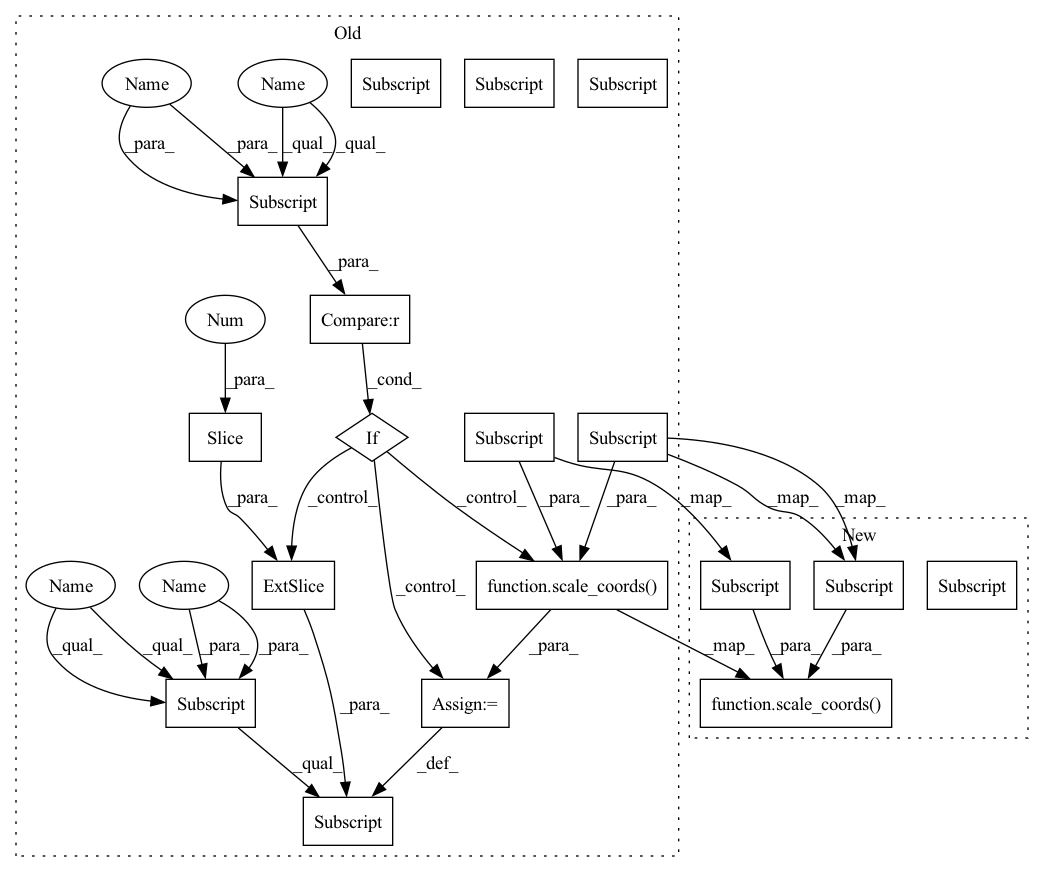 Old
Name
Name
Subscript
Subscript
Subscript
_para_
_para_
_qual_
_qual_
Subscript
_para_
Num
Compare:r
_para_
_cond_
Slice
If
Subscript
Subscript
_para_
_control_
_control_
_para_
_para_
_map_
_map_
_map_
New
Name
Name
ExtSlice
function.scale_coords()
Subscript
Subscript
Subscript
_control_
_qual_
_qual_
_para_
_para_
_para_
_map_
_para_
_para_
Subscript
_para_
Assign:=
function.scale_coords()
_qual_
_def_
Subscript